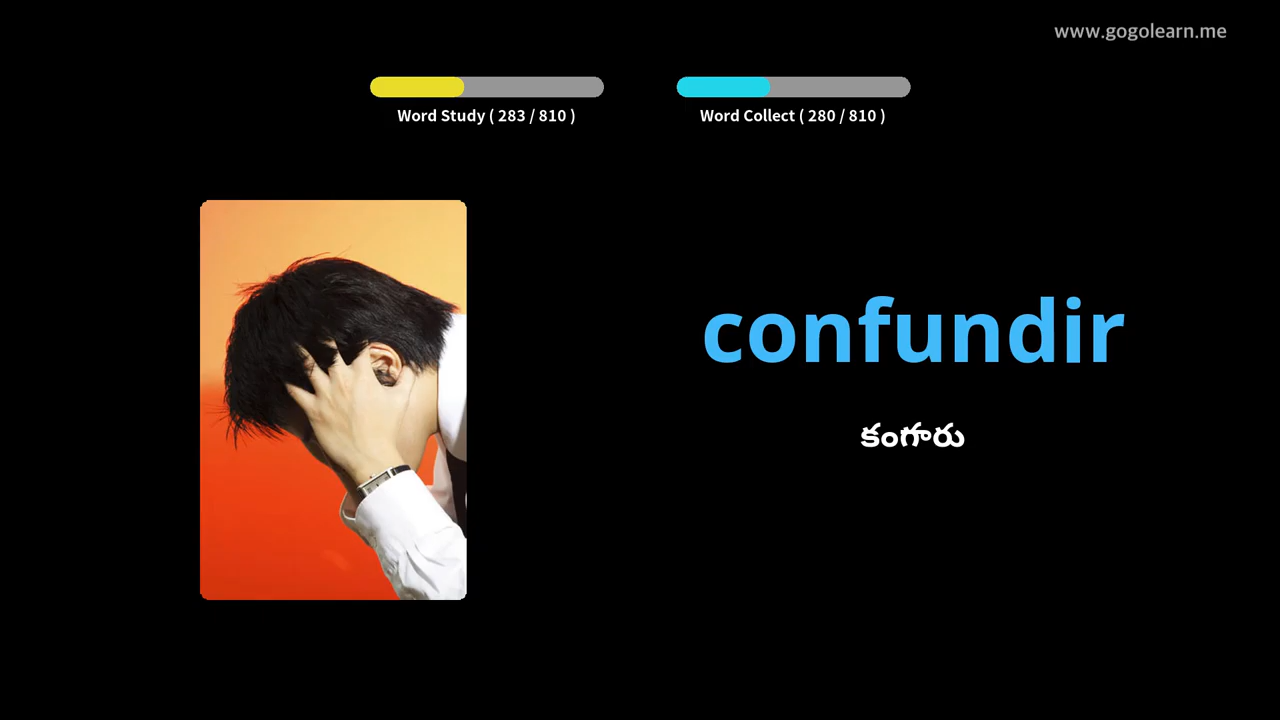 www.gogolearn.me
Word Study ( 283 / 810 )
Word Collect ( 280 / 810 )
confundir
కంగారు